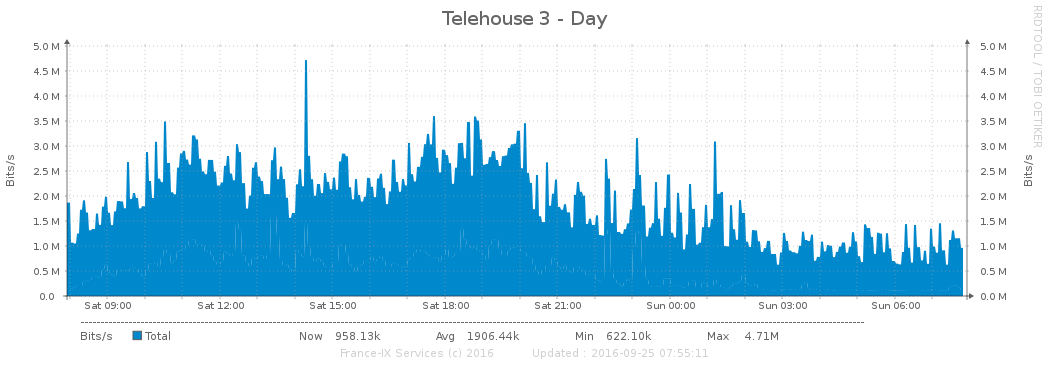 Telehouse 3 - Day
RRDTOOL / TOBI OETIKER
Bits/s
5.0 M 5.0 M
4.5 M 4.5 M
4.0 M 4.0 M
3.5 M 3.5 M
3.0 M 3.0 M
2.5 M 2.5 M
2.0 M 2.0 M
1.5 M 1.5 M
1.0 M 1.0 M
0.5 M 0.5 M
0.0 0.0 M
Bits/s
Sat 09:00 Sat 12:00 Sat 15:00 Sat 18:00 Sat 21:00 Sun 00:00 Sun 03:00 Sun 06:00
Bits/s Total Now 958.13k Avg 1906.44k Min 622.10k Max 4.71M
France-IX Services (c) 2016 Updated : 2016-09-25 07:55:11